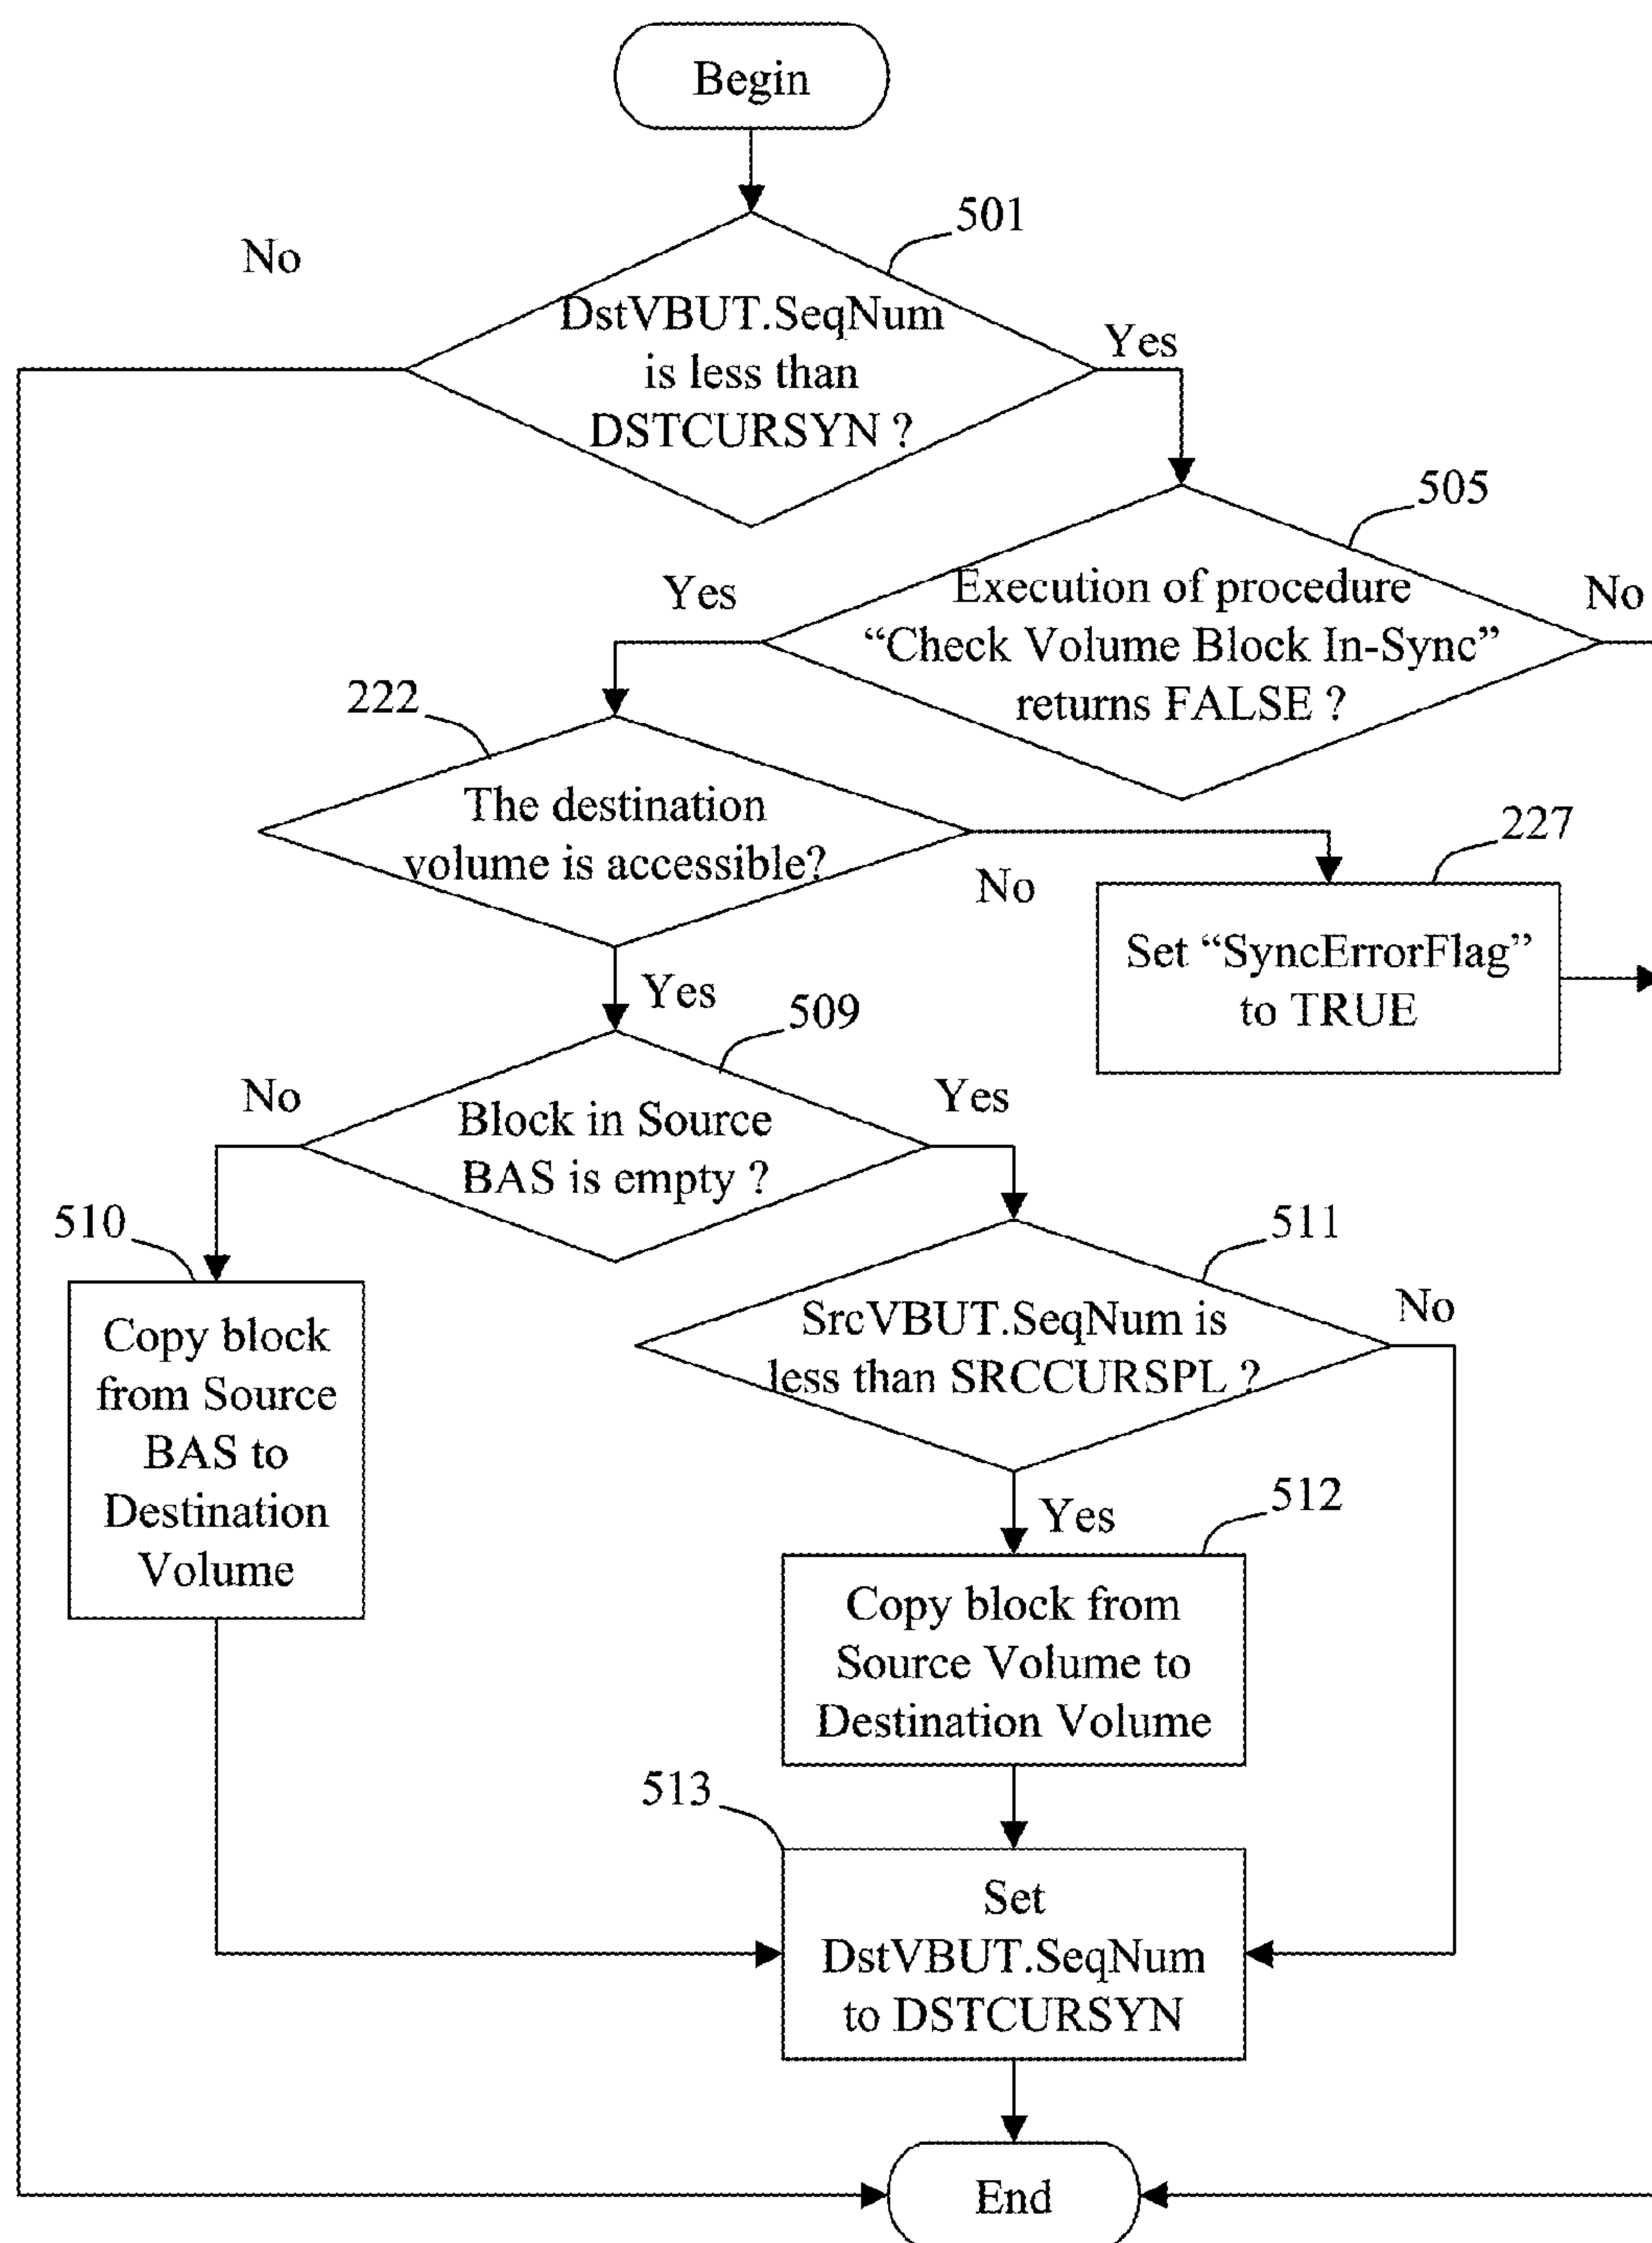 Begin
501
No
DstVBUT.SeqNum
is less than
DSTCURSYN ?
Yes
505
Yes
Execution of procedure
“Check Volume Block In-Sync”
returns FALSE ?
No
222
The destination
volume is accessible?
No
227
Set “SyncErrorFlag”
to TRUE
Yes
509
No
Block in Source
BAS is empty ?
Yes
510
Copy block
from Source
BAS to
Destination
Volume
511
SrcVBUT.SeqNum is
less than SRCCURSPL ?
No
Yes
512
Copy block from
Source Volume to
Destination Volume
513
Set
DstVBUT.SeqNum
to DSTCURSYN
End